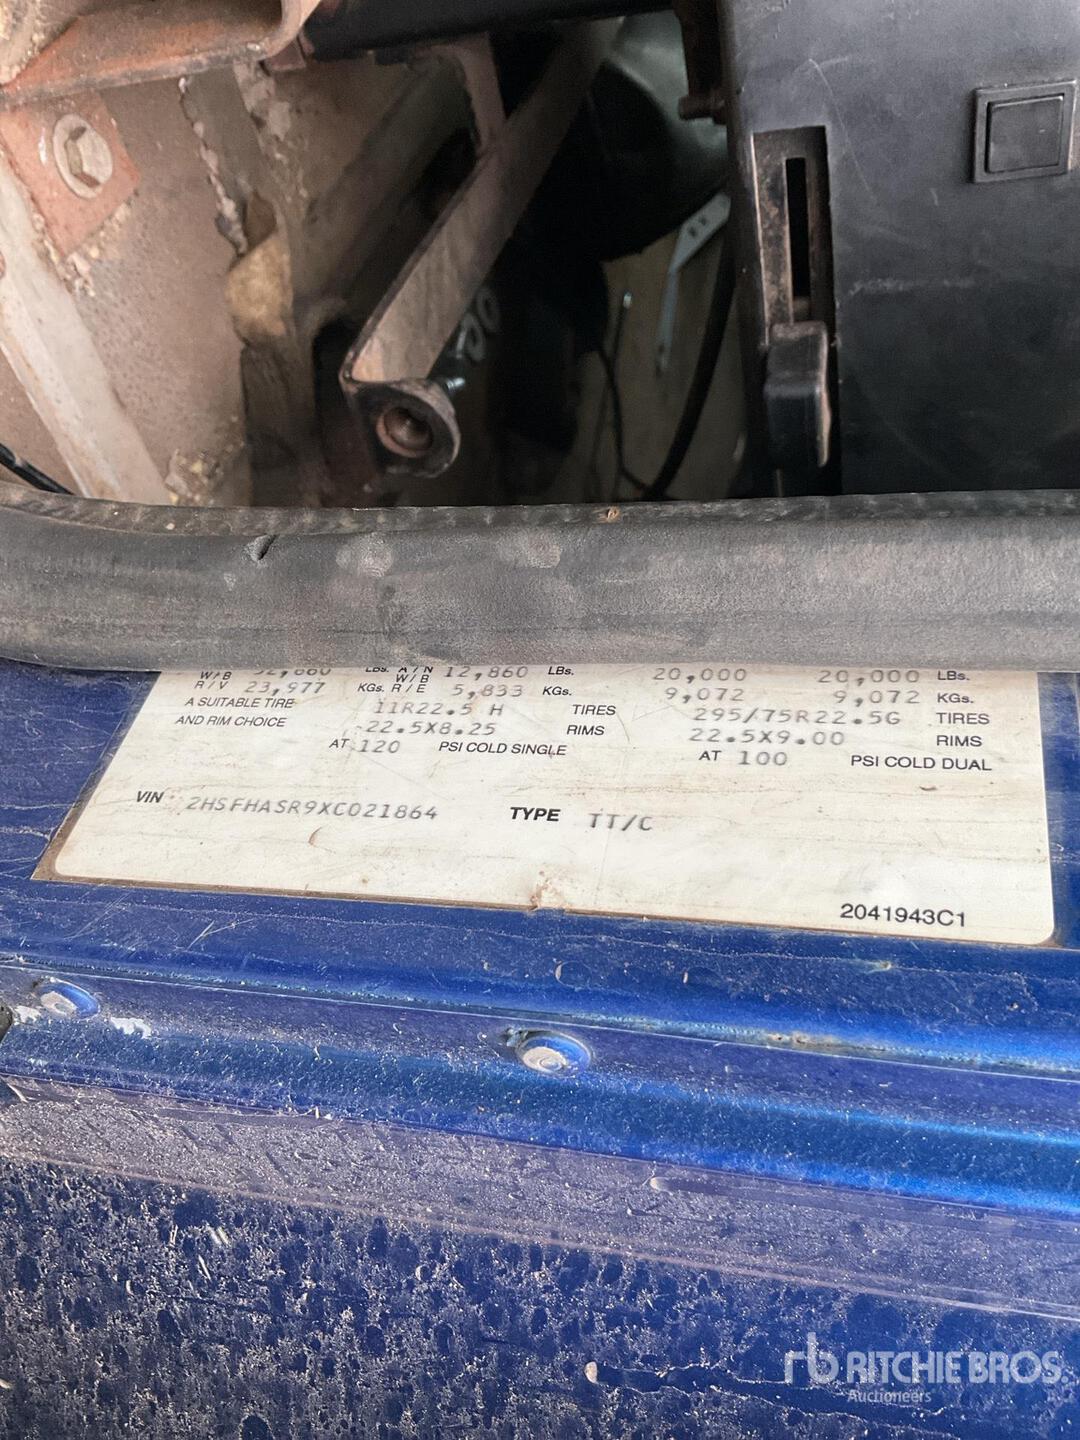 W/B 52,860 LBs. A/N 12,860 LBs. 20,000 20,000 LBs.
R/V 23,977 KGs. W/B R/E 5,833 KGs. 9,072 9,072 KGs.
A SUITABLE TIRE 11R22.5 H TIRES 295/75R22.5G TIRES
AND RIM CHOICE 22.5X8.25 RIMS 22.5X9.00 RIMS
AT 120 PSI COLD SINGLE AT 100 PSI COLD DUAL
VIN 2HSFHASR9XC021864 TYPE TT/C
2041943C1
rb RITCHIE BROS.
Auctioneers